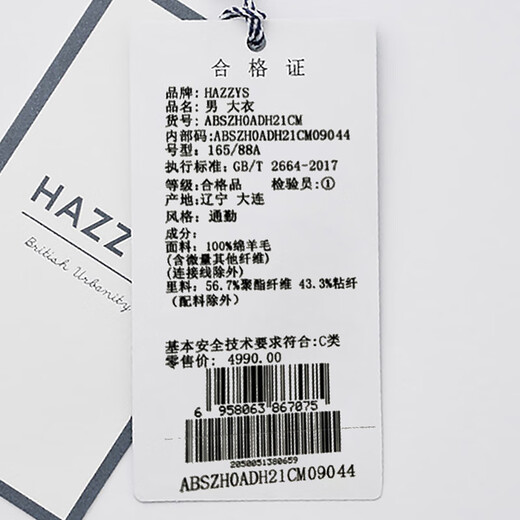 合格证
品牌: HAZZYS
品名: 男 大衣
货号: ABSZH0ADH21CM
内部码: ABSZH0ADH21CM09044
号型: 165/88A
执行标准: GB/T 2664-2017
等级: 合格品 检验员: ①
产地: 辽宁 大连
风格: 通勤
成分:
面料: 100%绵羊毛
(含微量其他纤维)
(连接线除外)
里料: 56.7%聚酯纤维 43.3%粘纤
(配料除外)
基本安全技术要求符合: C类
零售价: 4990.00
6 958063 867075
2050051380659
ABSZH0ADH21CM09044
HAZZYS
British Urbanity